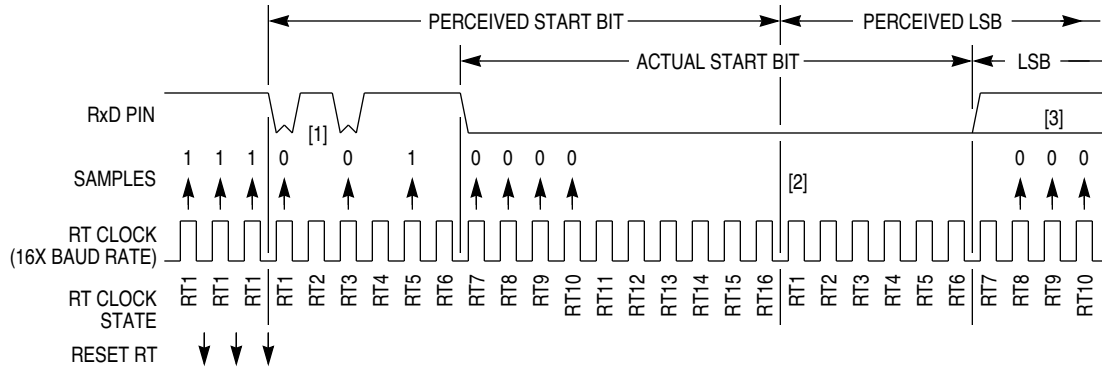 PERCEIVED START BIT PERCEIVED LSB
ACTUAL START BIT LSB
RxD PIN [1] [3]
1 1 1 0 0 1 0 0 0 0 0 0 0
SAMPLES [2]
RT CLOCK
(16X BAUD RATE)
RT1 RT1 RT1 RT1 RT2 RT3 RT4 RT5 RT6 RT7 RT8 RT9 RT10 RT11 RT12 RT13 RT14 RT15 RT16 RT1 RT2 RT3 RT4 RT5 RT6 RT7 RT8 RT9 RT10
RT CLOCK
STATE
RESET RT